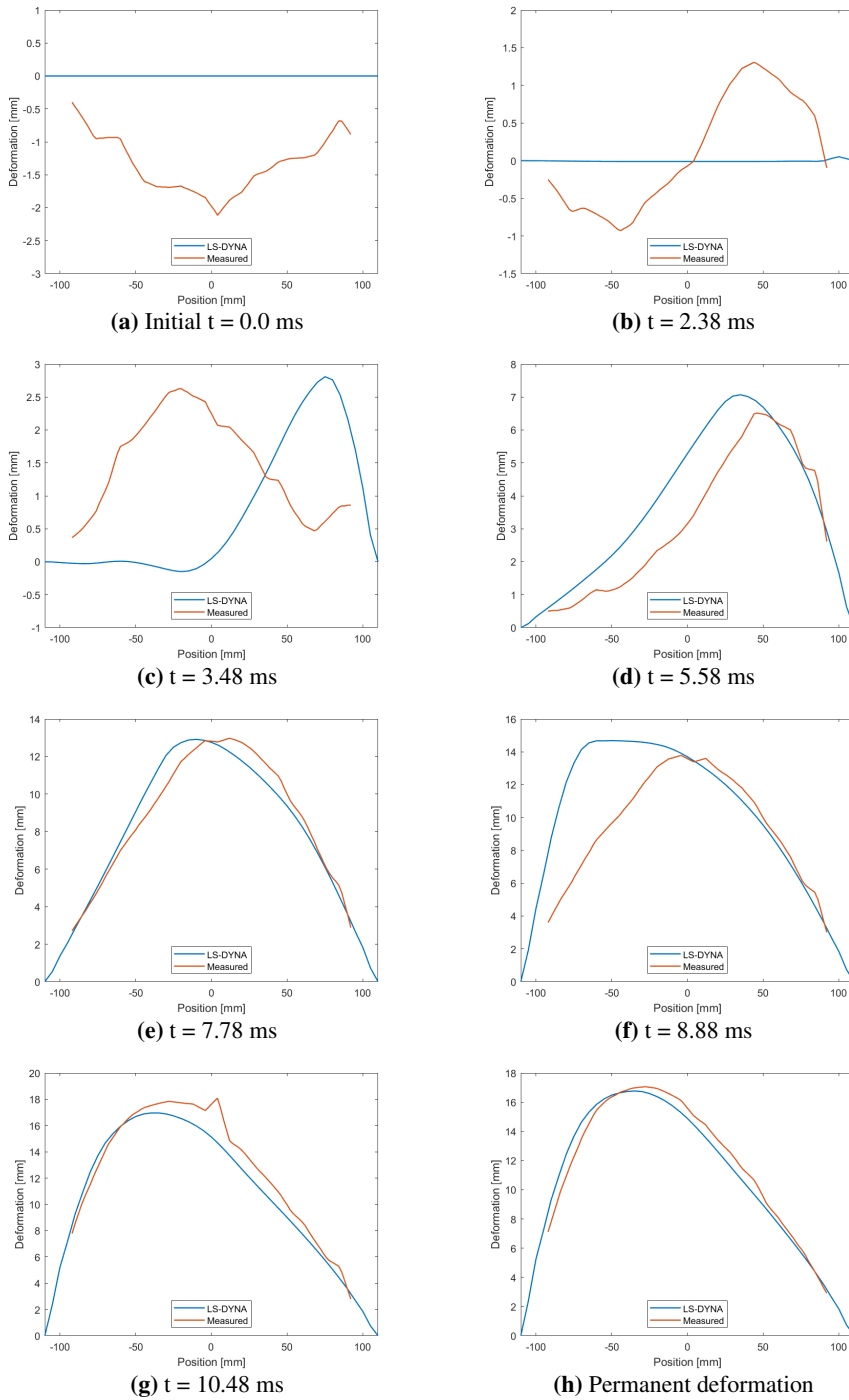 1
0.5
0
-0.5
-1
-1.5
-2
-2.5
-3
Deformation [mm]
-100 -50 0 50 100
Position [mm]
LS-DYNA
Measured
(a) Initial t = 0.0 ms
2
1.5
1
0.5
0
-0.5
-1
-1.5
Deformation [mm]
-100 -50 0 50 100
Position [mm]
LS-DYNA
Measured
(b) t = 2.38 ms
3
2.5
2
1.5
1
0.5
0
-0.5
-1
Deformation [mm]
-100 -50 0 50 100
Position [mm]
LS-DYNA
Measured
(c) t = 3.48 ms
8
7
6
5
4
3
2
1
0
Deformation [mm]
-100 -50 0 50 100
Position [mm]
LS-DYNA
Measured
(d) t = 5.58 ms
14
12
10
8
6
4
2
0
Deformation [mm]
-100 -50 0 50 100
Position [mm]
LS-DYNA
Measured
(e) t = 7.78 ms
16
14
12
10
8
6
4
2
0
Deformation [mm]
-100 -50 0 50 100
Position [mm]
LS-DYNA
Measured
(f) t = 8.88 ms
20
18
16
14
12
10
8
6
4
2
0
Deformation [mm]
-100 -50 0 50 100
Position [mm]
LS-DYNA
Measured
(g) t = 10.48 ms
18
16
14
12
10
8
6
4
2
0
Deformation [mm]
-100 -50 0 50 100
Position [mm]
LS-DYNA
Measured
(h) Permanent deformation